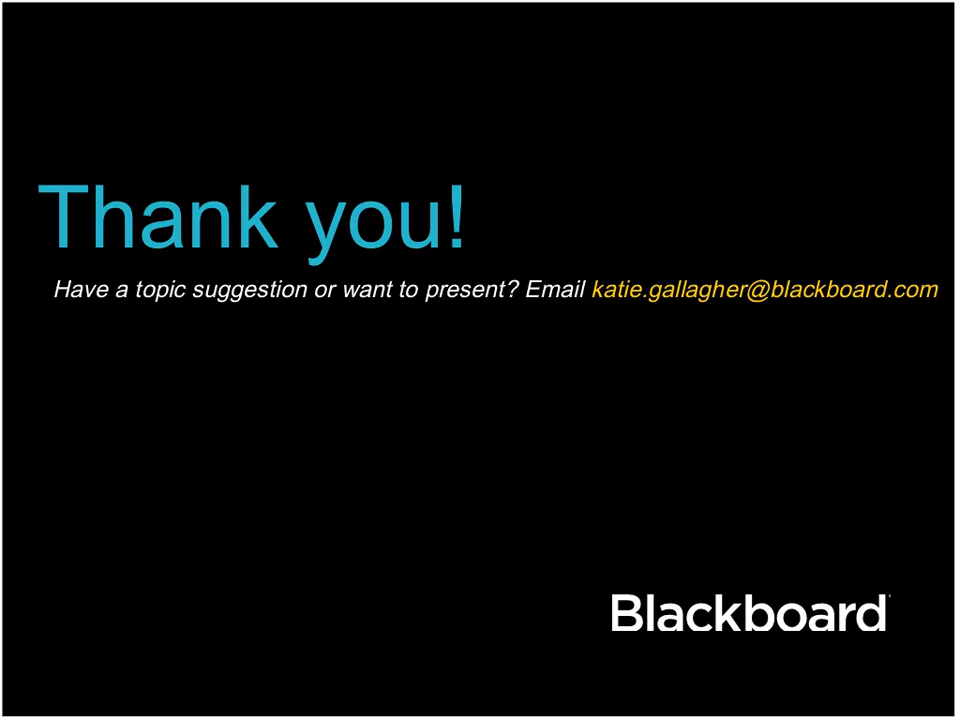 Thank you!
Have a topic suggestion or want to present? Email katie.gallagher@blackboard.com
Blackboard